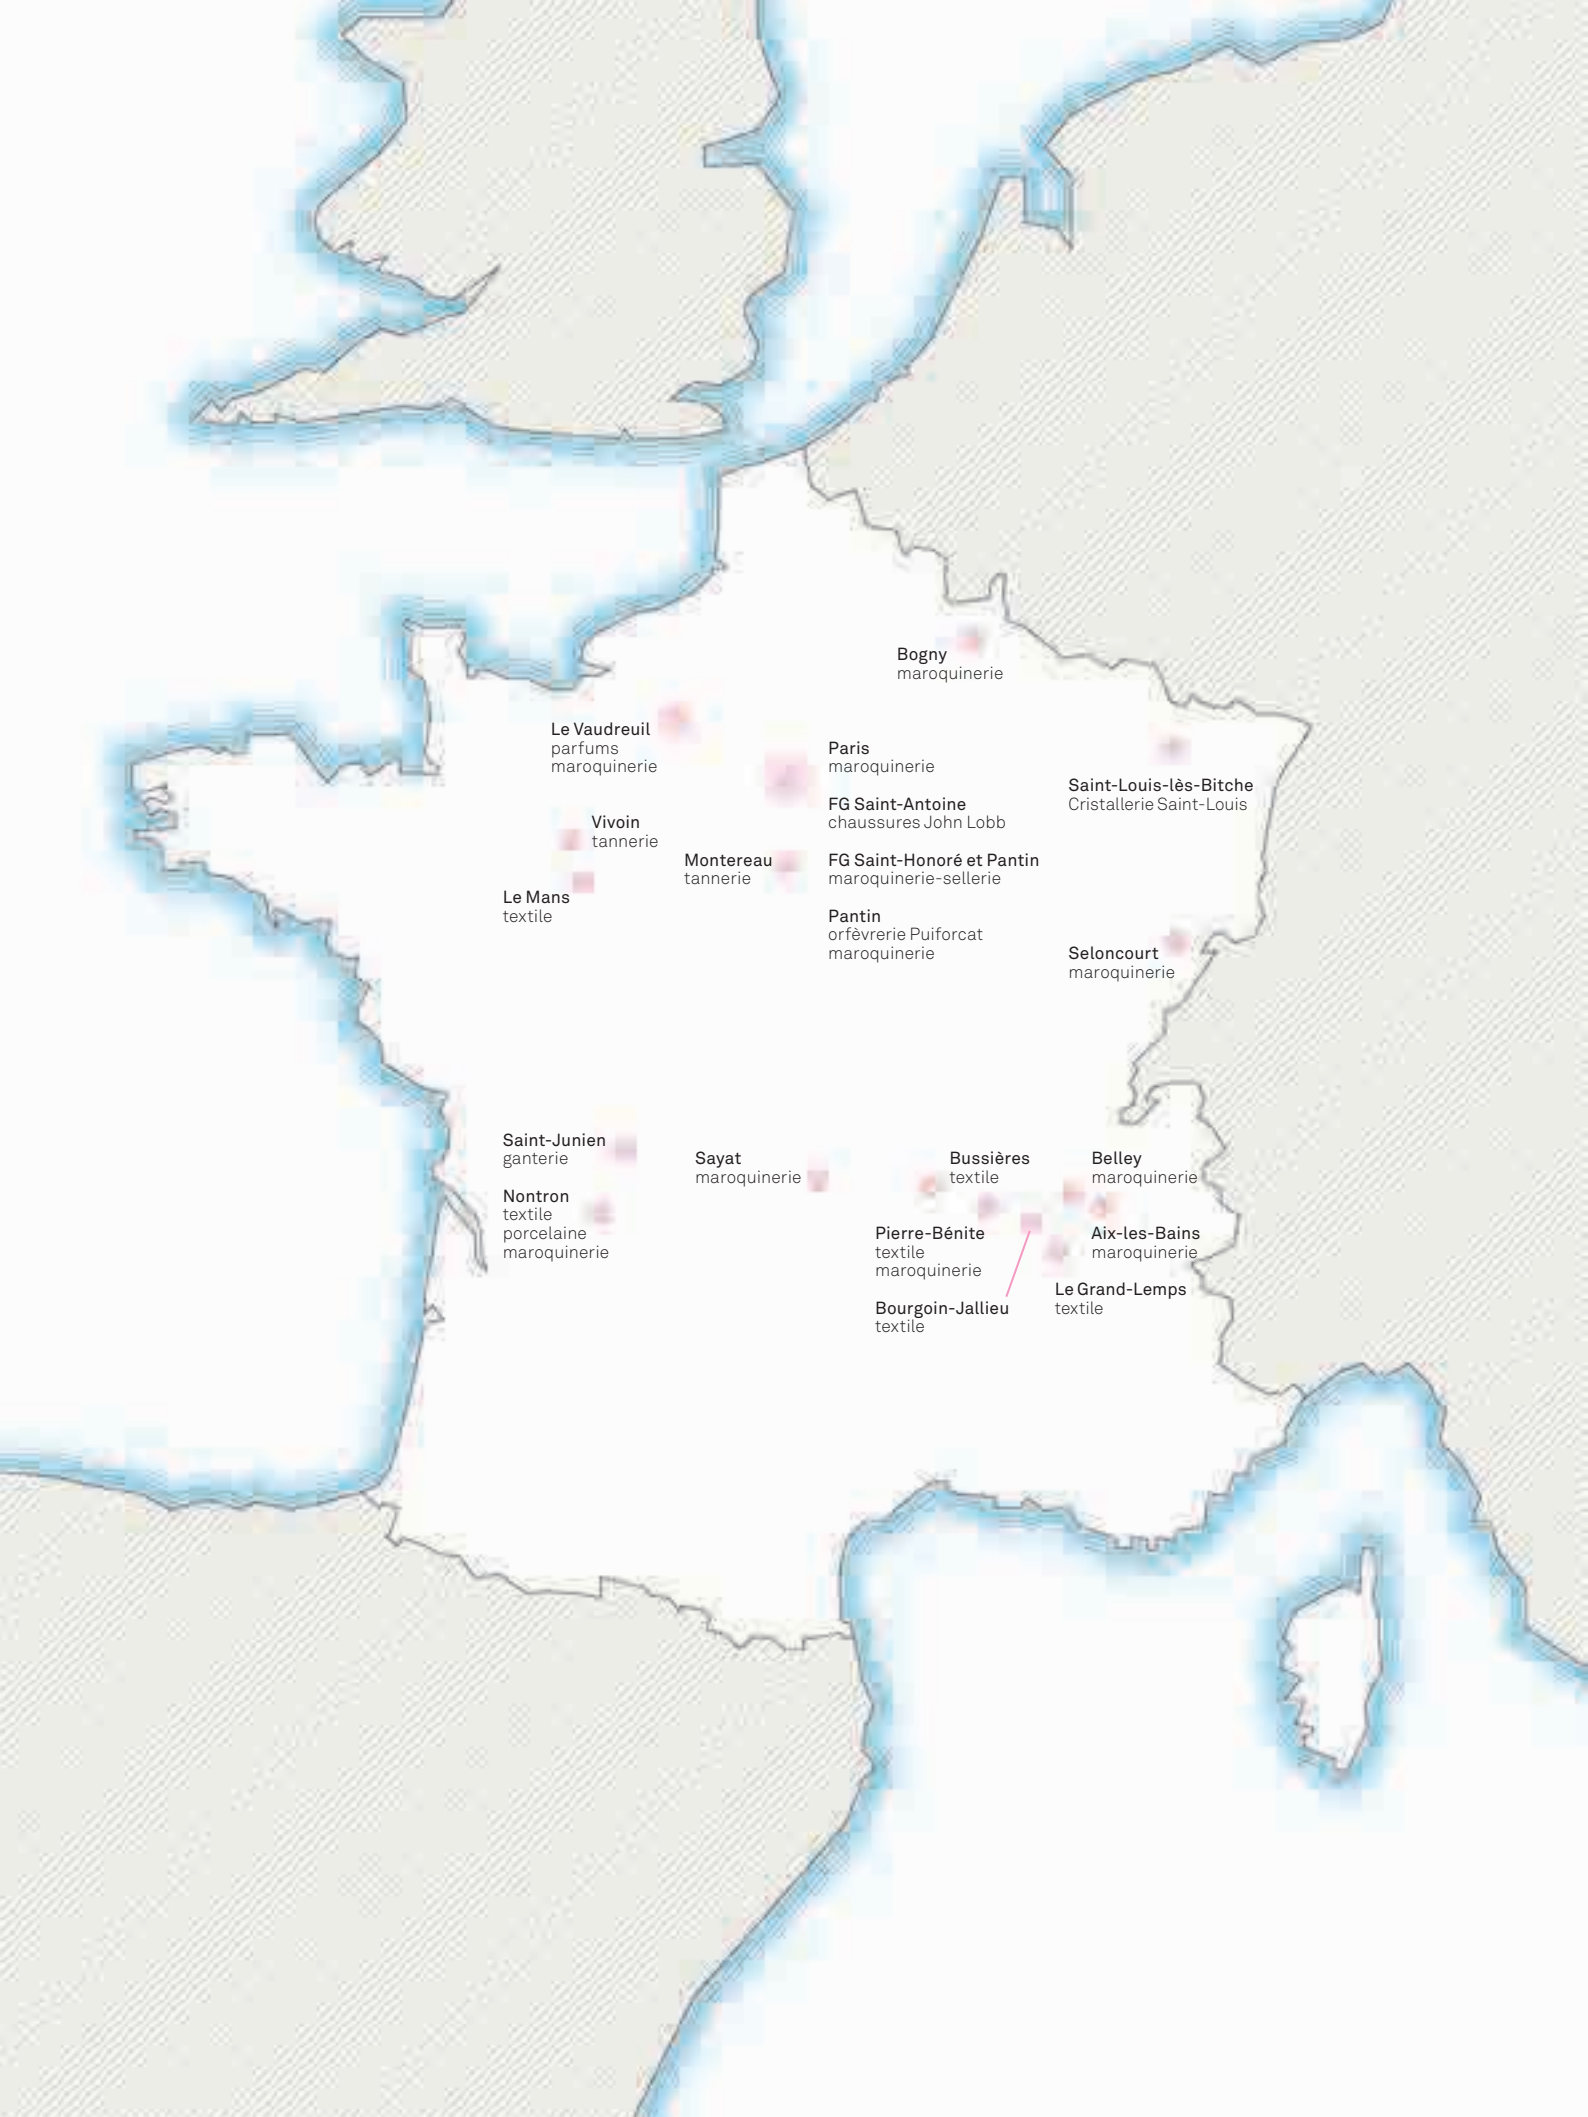 Bogny
maroquinerie
Le Vaudreuil
parfums
maroquinerie
Paris
maroquinerie
FG Saint-Antoine
chaussures John Lobb
FG Saint-Honoré et Pantin
maroquinerie-sellerie
Pantin
orfèvrerie Puiforcat
maroquinerie
Saint-Louis-lès-Bitche
Cristallerie Saint-Louis
Vivoin
tannerie
Montereau
tannerie
Le Mans
textile
Seloncourt
maroquinerie
Saint-Junien
ganterie
Nontron
textile
porcelaine
maroquinerie
Sayat
maroquinerie
Bussières
textile
Belley
maroquinerie
Pierre-Bénite
textile
maroquinerie
Aix-les-Bains
maroquinerie
Le Grand-Lemps
textile
Bourgoin-Jallieu
textile